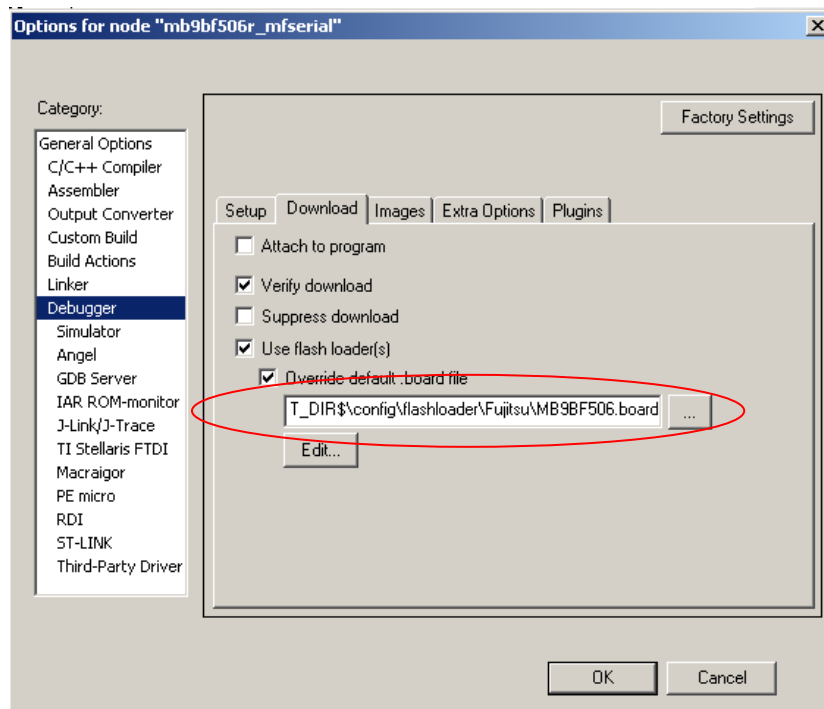 Options for node "mb9bf506r_mfserial"
Category:
Factory Settings
General Options
C/C++ Compiler
Assembler
Output Converter
Custom Build
Build Actions
Linker
Debugger
Simulator
Angel
GDB Server
IAR ROM-monitor
J-Link/J-Trace
TI Stellaris FTDI
Macraigor
PE micro
RDI
ST-LINK
Third-Party Driver
Setup Download Images Extra Options Plugins
Attach to program
Verify download
Suppress download
Use flash loader(s)
Override default .board file
T_DIR$\config\flashloader\Fujitsu\MB9BF506.board ...
Edit...
OK Cancel